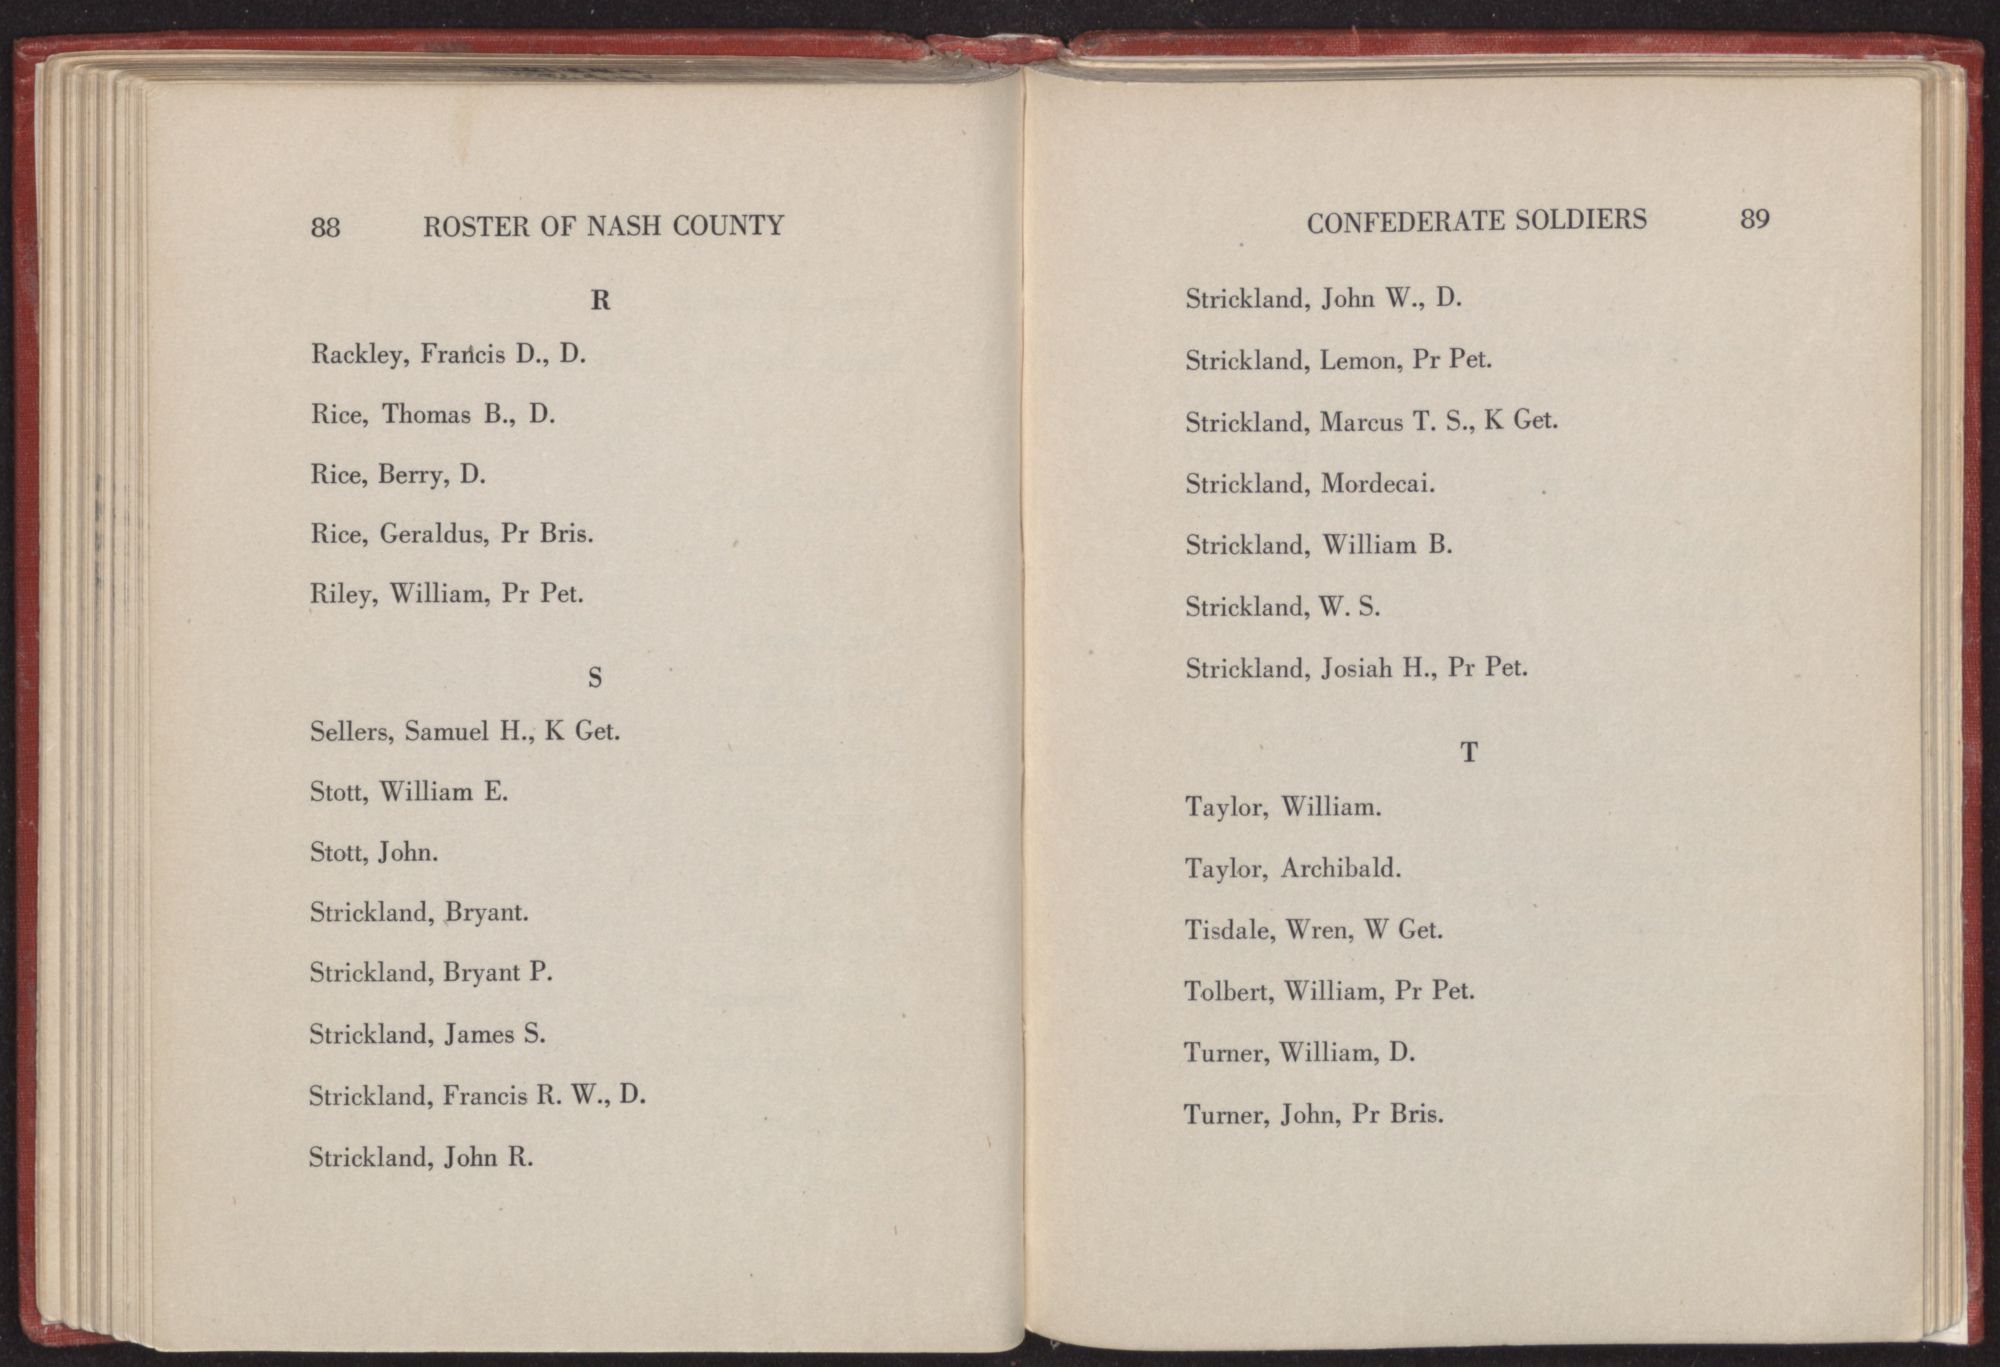 88 ROSTER OF NASH COUNTY
R
Rackley, Francis D., D.
Rice, Thomas B., D.
Rice, Berry, D.
Rice, Geraldus, Pr Bris.
Riley, William, Pr Pet.
S
Sellers, Samuel H., K Get.
Stott, William E.
Stott, John.
Strickland, Bryant.
Strickland, Bryant P.
Strickland, James S.
Strickland, Francis R. W., D.
Strickland, John R.
CONFEDERATE SOLDIERS 89
Strickland, John W., D.
Strickland, Lemon, Pr Pet.
Strickland, Marcus T. S., K Get.
Strickland, Mordecai.
Strickland, William B.
Strickland, W. S.
Strickland, Josiah H., Pr Pet.
T
Taylor, William.
Taylor, Archibald.
Tisdale, Wren, W Get.
Tolbert, William, Pr Pet.
Turner, William, D.
Turner, John, Pr Bris.